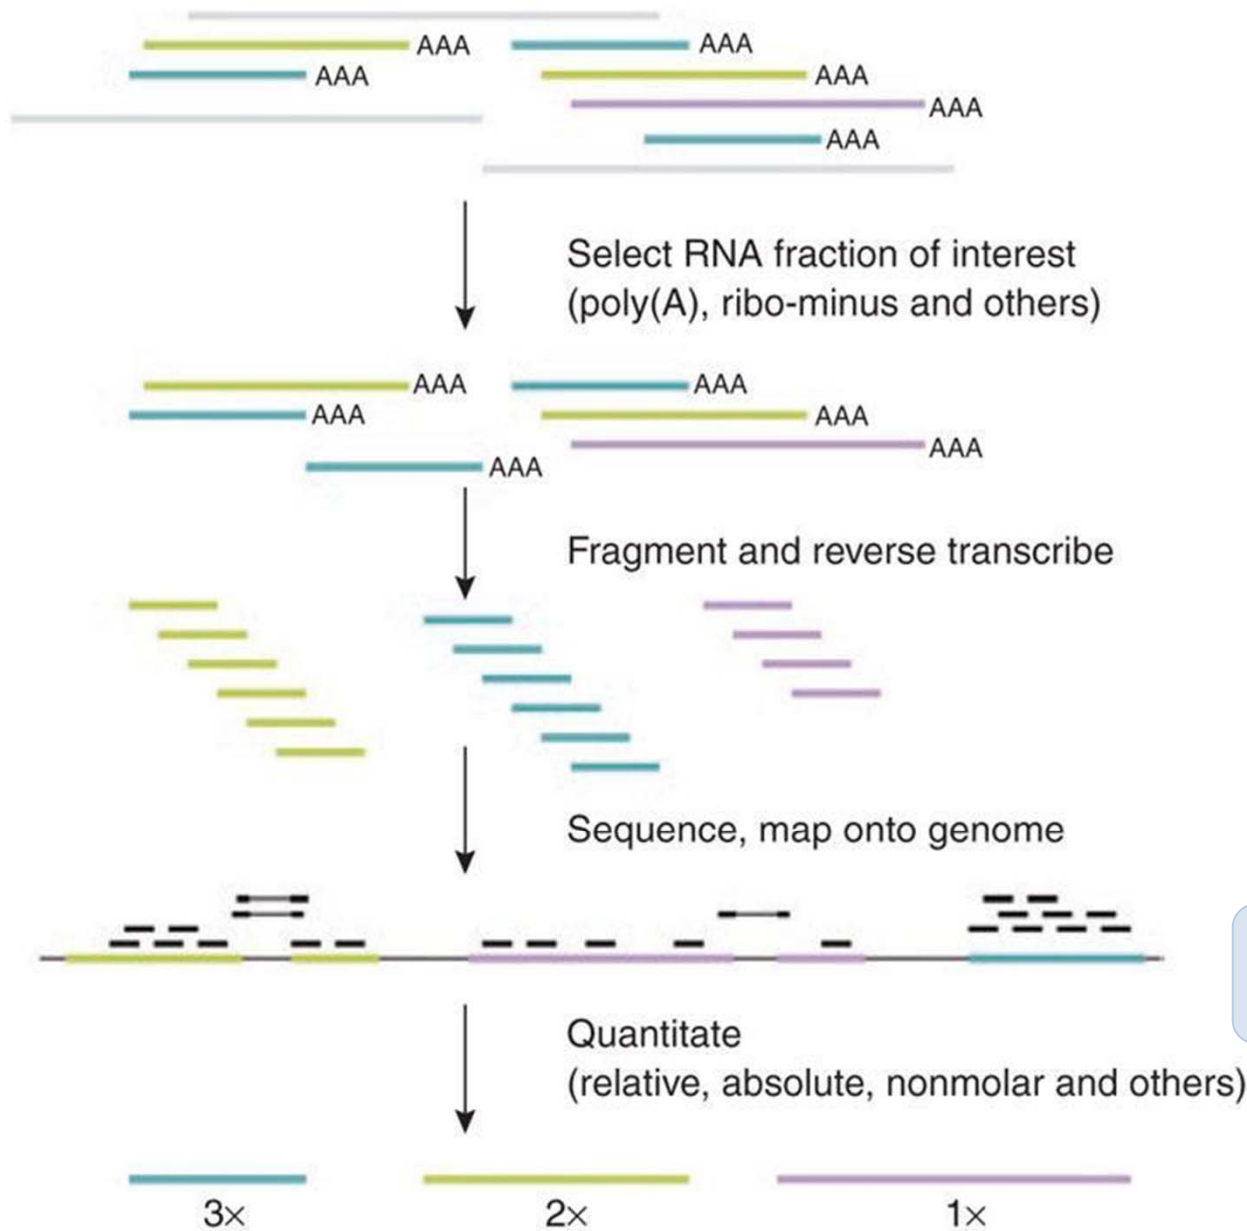 AAA AAA
AAA AAA
AAA
AAA
Select RNA fraction of interest
(poly(A), ribo-minus and others)
AAA AAA
AAA AAA
AAA
AAA
Fragment and reverse transcribe
Sequence, map onto genome
Quantitate
(relative, absolute, nonmolar and others)
3× 2× 1×